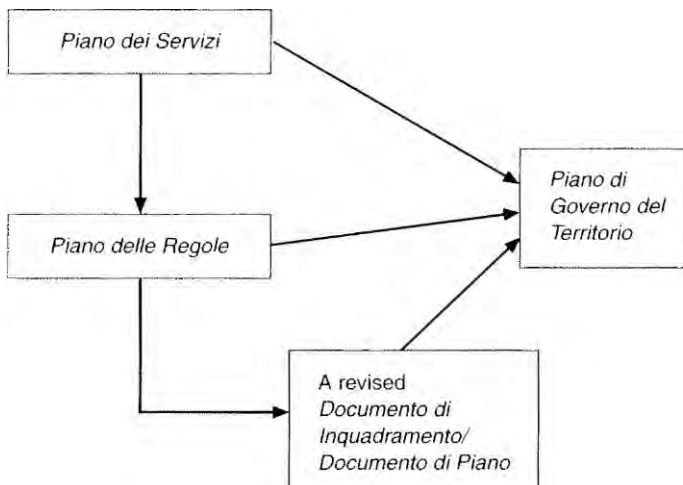 Piano dei Servizi
Piano di
Governo del
Territorio
Piano delle Regole
A revised
Documento di
Inquadramento/
Documento di Piano